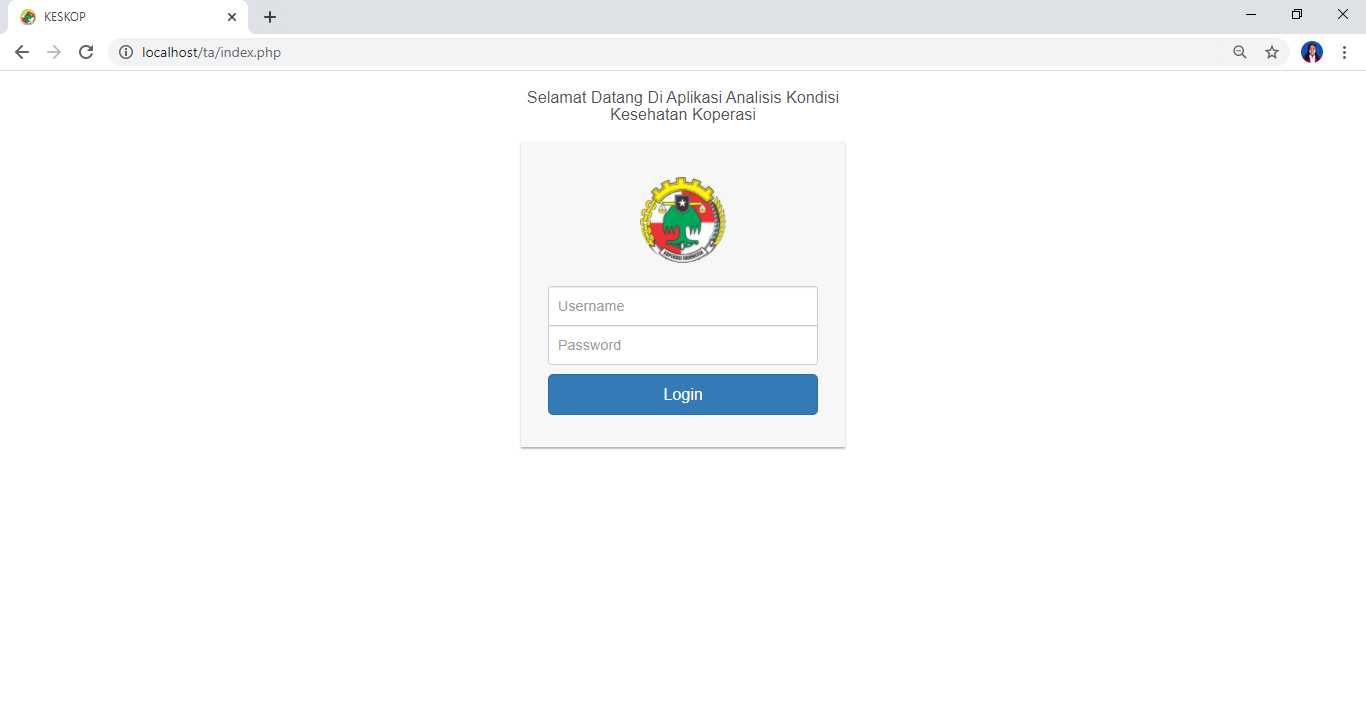 KESKOP
localhost/ta/index.php
Selamat Datang Di Aplikasi Analisis Kondisi
Kesehatan Koperasi
KOPERASI INDONESIA
Username
Password
Login